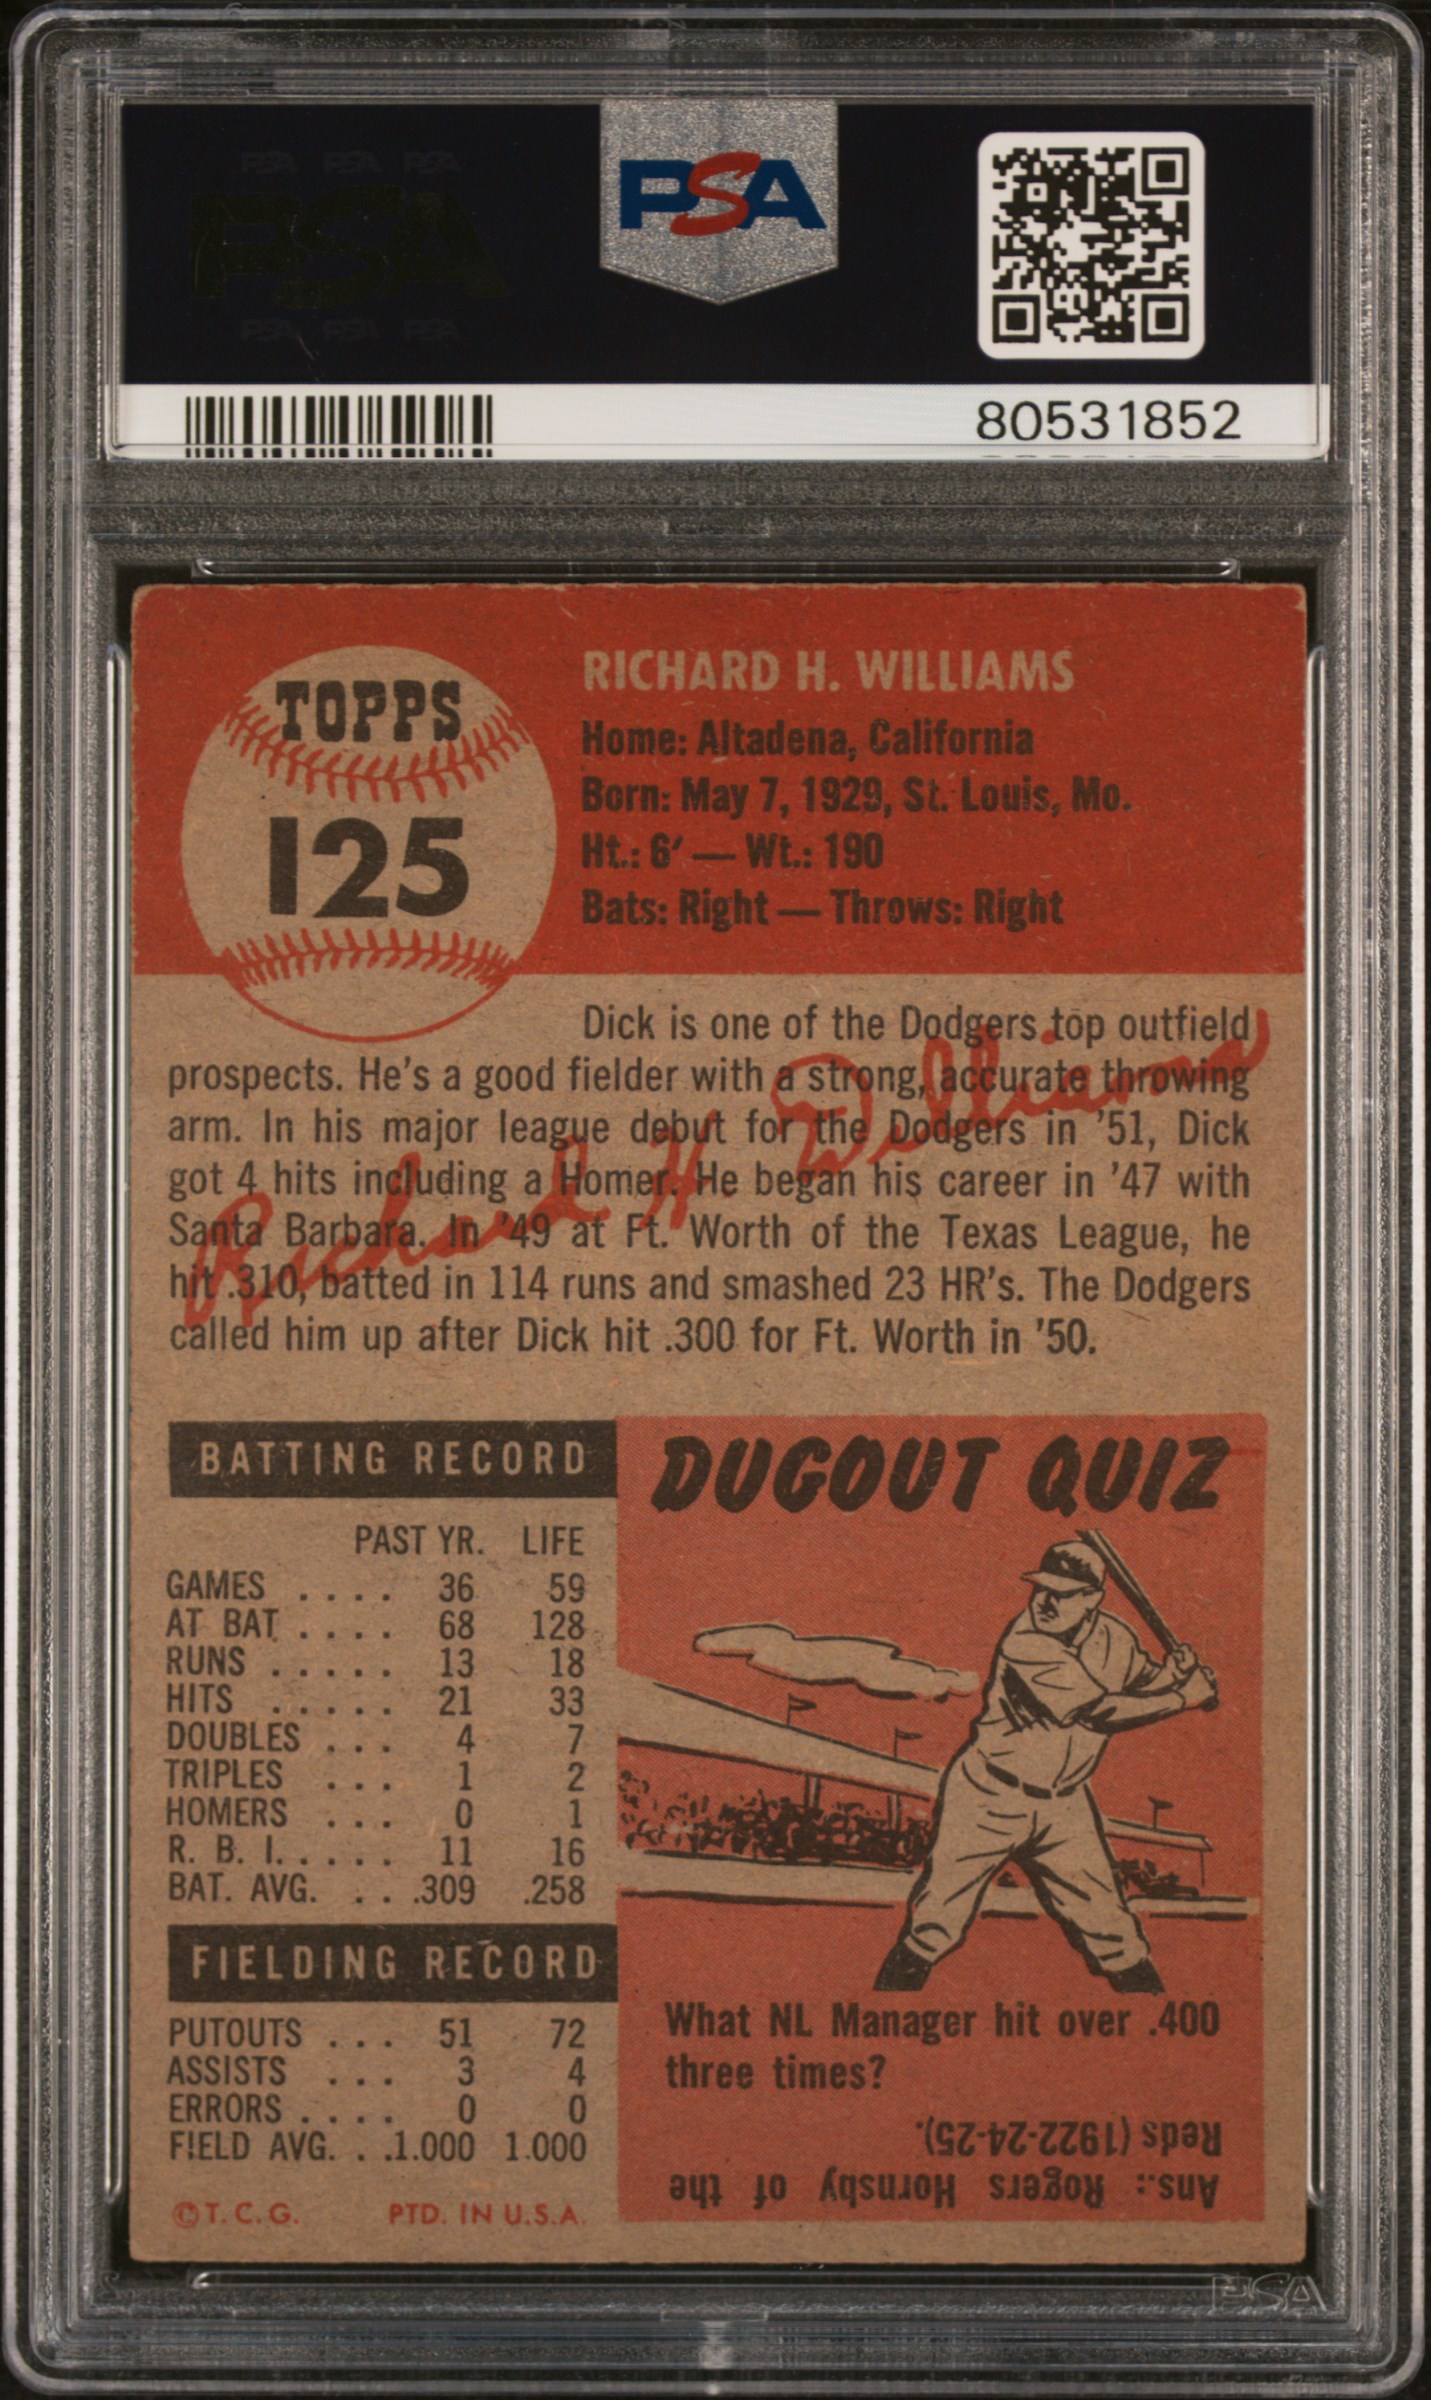 PSA PSA PSA
PSA
PSA PSA PSA
PSA
80531852
TOPPS
125
RICHARD H. WILLIAMS
Home: Altadena, California
Born: May 7, 1929, St. Louis, Mo.
Ht.: 6' — Wt.: 190
Bats: Right — Throws: Right
Dick is one of the Dodgers top outfield
prospects. He's a good fielder with a strong, accurate throwing
arm. In his major league debut for the Dodgers in '51, Dick
got 4 hits including a Homer. He began his career in '47 with
Santa Barbara. In '49 at Ft. Worth of the Texas League, he
hit .310, batted in 114 runs and smashed 23 HR's. The Dodgers
called him up after Dick hit .300 for Ft. Worth in '50.
Richard H. Williams
BATTING RECORD
PAST YR. LIFE
GAMES . . . . 36 59
AT BAT . . . . 68 128
RUNS . . . . . 13 18
HITS . . . . . 21 33
DOUBLES . . . 4 7
TRIPLES . . . 1 2
HOMERS . . . 0 1
R. B. I. . . . . 11 16
BAT. AVG. . . .309 .258
FIELDING RECORD
PUTOUTS . . . 51 72
ASSISTS . . . 3 4
ERRORS . . . . 0 0
FIELD AVG. . .1.000 1.000
© T. C. G. PTD. IN U.S.A.
DUGOUT QUIZ
What NL Manager hit over .400
three times?
Ans.: Rogers Hornsby of the
Reds (1922-24-25).
PSA